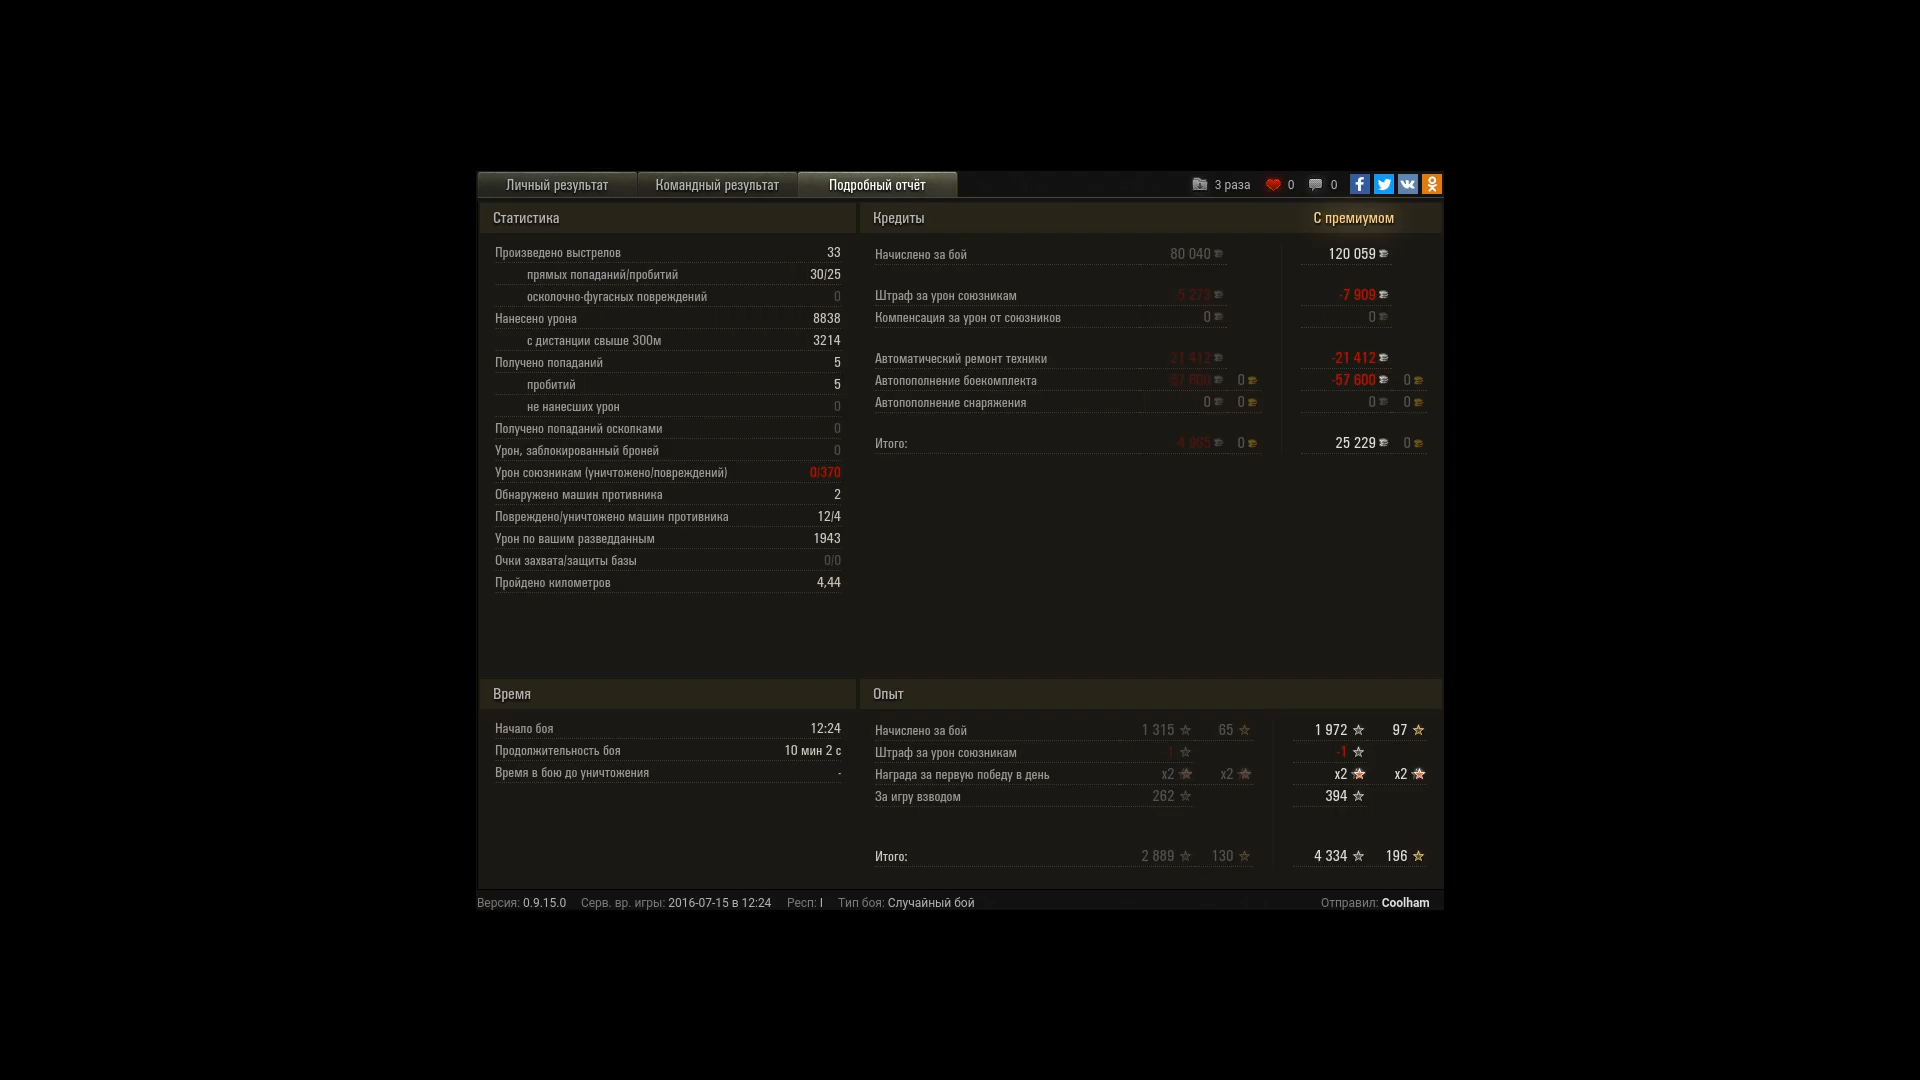 Личный результат Командный результат Подробный отчёт 3 раза 0 0
Статистика
Произведено выстрелов 33
прямых попаданий/пробитий 30/25
осколочно-фугасных повреждений 0
Нанесено урона 8838
с дистанции свыше 300м 3214
Получено попаданий 5
пробитий 5
не нанесших урон 0
Получено попаданий осколками 0
Урон, заблокированный броней 0
Урон союзникам (уничтожено/повреждений) 0/370
Обнаружено машин противника 2
Повреждено/уничтожено машин противника 12/4
Урон по вашим разведданным 1943
Очки захвата/защиты базы 0/0
Пройдено километров 4,44
Кредиты С премиумом
Начислено за бой 80 040 120 059
Штраф за урон союзникам -5 273 -7 909
Компенсация за урон от союзников 0 0
Автоматический ремонт техники -21 412 -21 412
Автопополнение боекомплекта -57 600 0 -57 600 0
Автопополнение снаряжения 0 0 0 0
Итого: 0 25 229 0
Время
Начало боя 12:24
Продолжительность боя 10 мин 2 с
Время в бою до уничтожения -
Опыт
Начислено за бой 1 315 65 1 972 97
Штраф за урон союзникам -1 -1
Награда за первую победу в день x2 x2 x2 x2
За игру взводом 262 394
Итого: 2 889 130 4 334 196
Версия: 0.9.15.0 Серв. вр. игры: 2016-07-15 в 12:24 Респ: I Тип боя: Случайный бой Отправил: Coolham